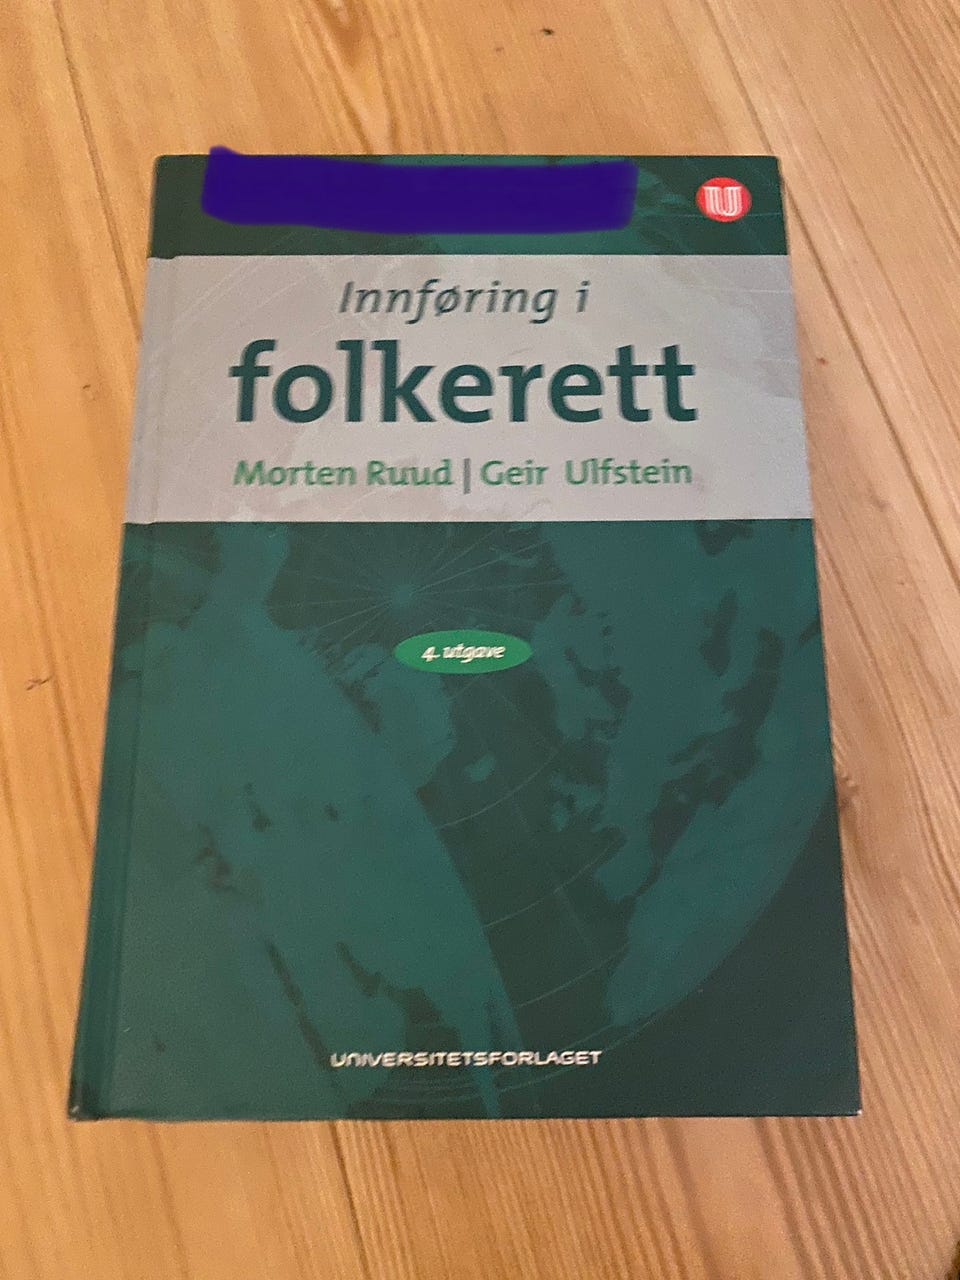 U
Innføring i
folkerett
Morten Ruud | Geir Ulfstein
4. utgave
UNIVERSITETSFORLAGET